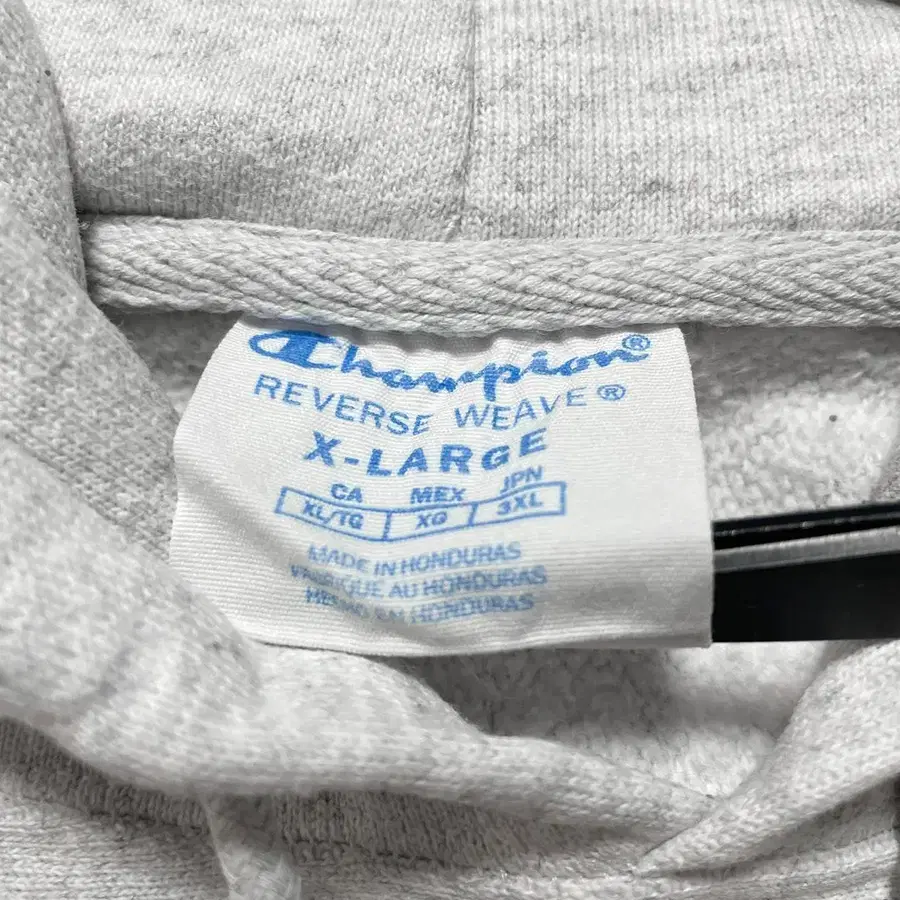 Champion®
REVERSE WEAVE®
X-LARGE
CA MEX JPN
XL/TG XG 3XL
MADE IN HONDURAS
FABRIQUE AU HONDURAS
HECHO EN HONDURAS